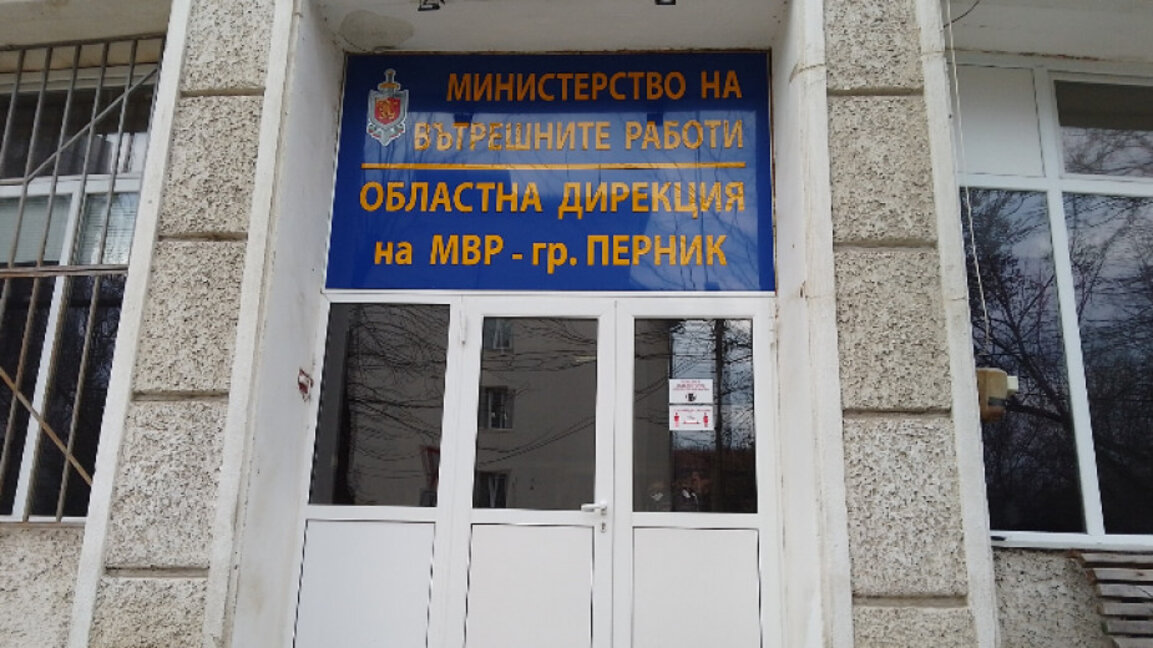 МИНИСТЕРСТВО НА
ВЪТРЕШНИТЕ РАБОТИ
ОБЛАСТНА ДИРЕКЦИЯ
на МВР - гр. ПЕРНИК